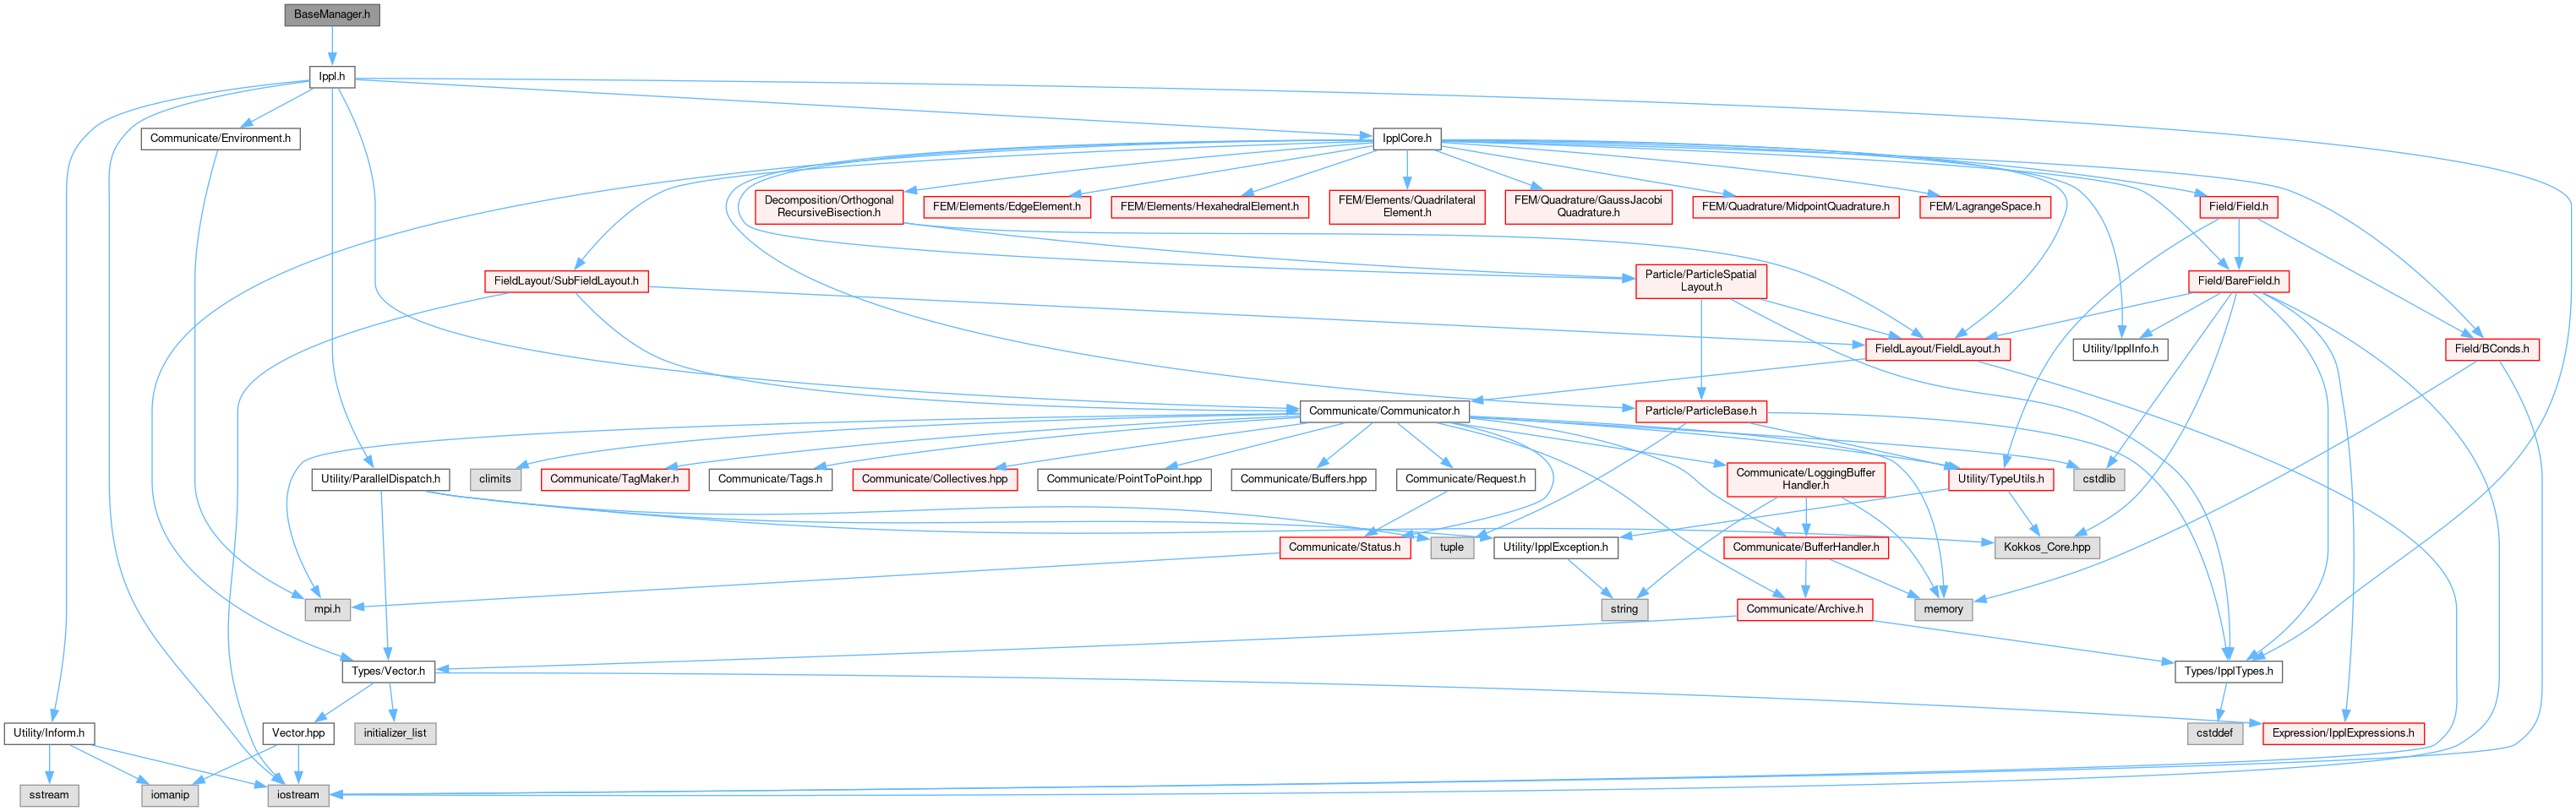 BaseManager.h
Ippl.h
Communicate/Environment.h
IpplCore.h
Decomposition/Orthogonal
RecursiveBisection.h
FEM/Elements/EdgeElement.h
FEM/Elements/HexahedralElement.h
FEM/Elements/Quadrilateral
Element.h
FEM/Quadrature/GaussJacobi
Quadrature.h
FEM/Quadrature/MidpointQuadrature.h
FEM/LagrangeSpace.h
Field/Field.h
FieldLayout/SubFieldLayout.h
Particle/ParticleSpatial
Layout.h
Field/BareField.h
FieldLayout/FieldLayout.h
Utility/IpplInfo.h
Field/BConds.h
Communicate/Communicator.h
Particle/ParticleBase.h
Utility/ParallelDispatch.h
climits
Communicate/TagMaker.h
Communicate/Tags.h
Communicate/Collectives.hpp
Communicate/PointToPoint.hpp
Communicate/Buffers.hpp
Communicate/Request.h
Communicate/LoggingBuffer
Handler.h
Utility/TypeUtils.h
cstdlib
Communicate/Status.h
tuple
Utility/IpplException.h
Communicate/BufferHandler.h
Kokkos_Core.hpp
mpi.h
string
Communicate/Archive.h
memory
Types/Vector.h
Types/IpplTypes.h
Utility/Inform.h
Vector.hpp
initializer_list
cstddef
Expression/IpplExpressions.h
sstream
iomanip
iostream